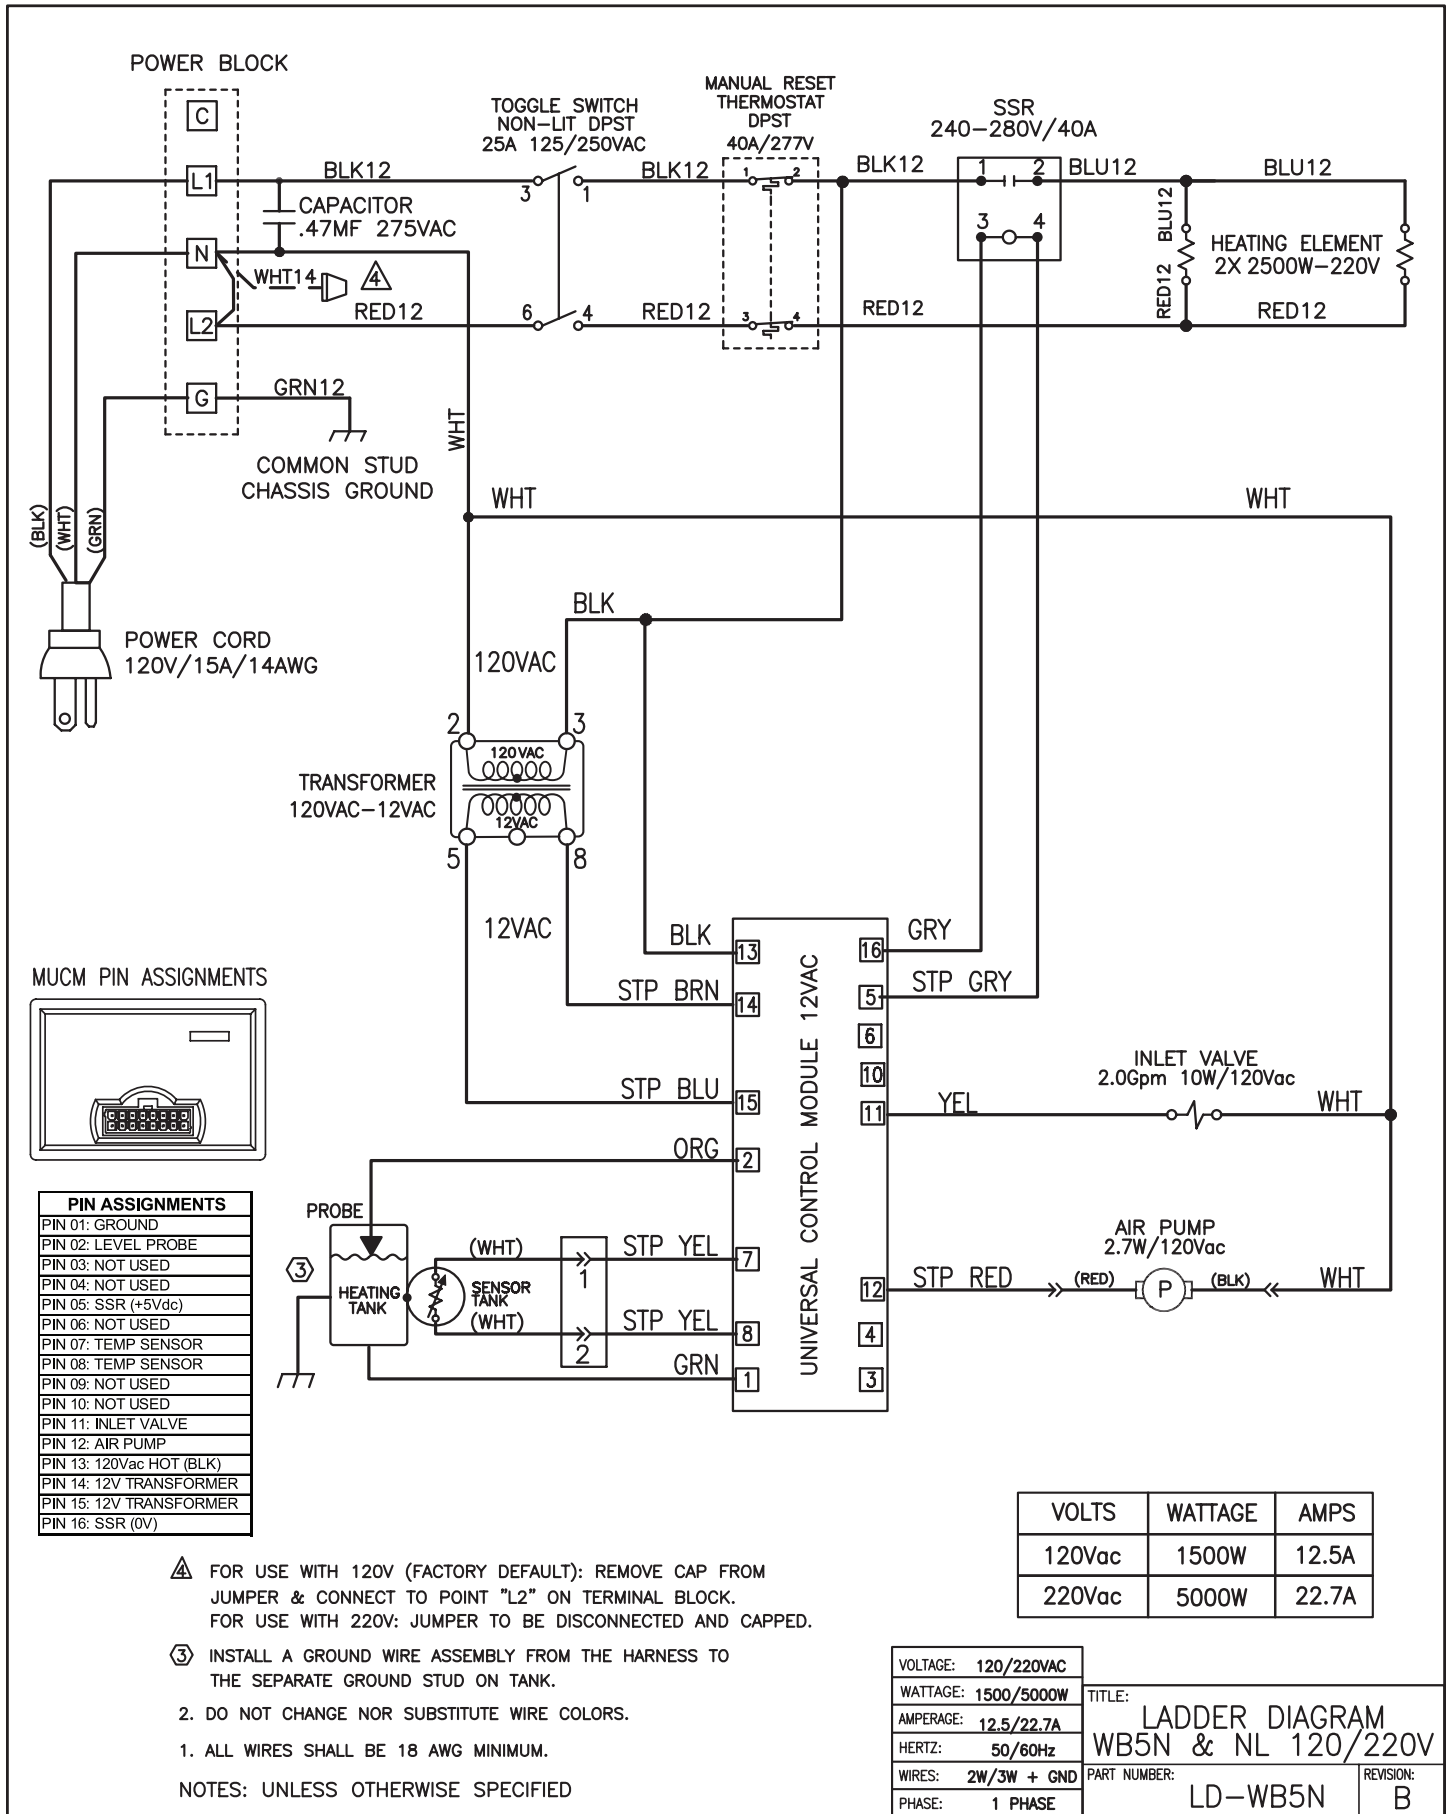 POWER BLOCK
C
L1
N
L2
G
BLK12
CAPACITOR
.47MF 275VAC
WHT14
4
RED12
GRN12
COMMON STUD
CHASSIS GROUND
TOGGLE SWITCH
NON-LIT DPST
25A 125/250VAC
3
1
6
4
BLK12
RED12
MANUAL RESET
THERMOSTAT
DPST
40A/277V
1
2
3
4
BLK12
RED12
SSR
240-280V/40A
1
2
3
4
BLU12
BLU12
BLU12
RED12
HEATING ELEMENT
2X 2500W-220V
RED12
(BLK)
(WHT)
(GRN)
WHT
WHT
WHT
POWER CORD
120V/15A/14AWG
BLK
120VAC
2
3
120VAC
TRANSFORMER
120VAC-12VAC
12VAC
5
8
12VAC
BLK
13
STP BRN
14
STP BLU
15
ORG
2
STP YEL
7
STP YEL
8
GRN
1
UNIVERSAL CONTROL MODULE 12VAC
16
GRY
5
STP GRY
6
10
11
YEL
INLET VALVE
2.0Gpm 10W/120Vac
WHT
AIR PUMP
2.7W/120Vac
12
STP RED
(RED)
P
(BLK)
WHT
4
3
PROBE
3
HEATING
TANK
(WHT)
SENSOR
TANK
(WHT)
1
2
MUCM PIN ASSIGNMENTS
PIN ASSIGNMENTS
PIN 01: GROUND
PIN 02: LEVEL PROBE
PIN 03: NOT USED
PIN 04: NOT USED
PIN 05: SSR (+5Vdc)
PIN 06: NOT USED
PIN 07: TEMP SENSOR
PIN 08: TEMP SENSOR
PIN 09: NOT USED
PIN 10: NOT USED
PIN 11: INLET VALVE
PIN 12: AIR PUMP
PIN 13: 120Vac HOT (BLK)
PIN 14: 12V TRANSFORMER
PIN 15: 12V TRANSFORMER
PIN 16: SSR (0V)
VOLTS WATTAGE AMPS
120Vac 1500W 12.5A
220Vac 5000W 22.7A
4 FOR USE WITH 120V (FACTORY DEFAULT): REMOVE CAP FROM
JUMPER & CONNECT TO POINT "L2" ON TERMINAL BLOCK.
FOR USE WITH 220V: JUMPER TO BE DISCONNECTED AND CAPPED.
3 INSTALL A GROUND WIRE ASSEMBLY FROM THE HARNESS TO
THE SEPARATE GROUND STUD ON TANK.
2. DO NOT CHANGE NOR SUBSTITUTE WIRE COLORS.
1. ALL WIRES SHALL BE 18 AWG MINIMUM.
NOTES: UNLESS OTHERWISE SPECIFIED
VOLTAGE: 120/220VAC
WATTAGE: 1500/5000W
AMPERAGE: 12.5/22.7A
HERTZ: 50/60Hz
WIRES: 2W/3W + GND
PHASE: 1 PHASE
TITLE:
LADDER DIAGRAM
WB5N & NL 120/220V
PART NUMBER:
LD-WB5N
REVISION:
B